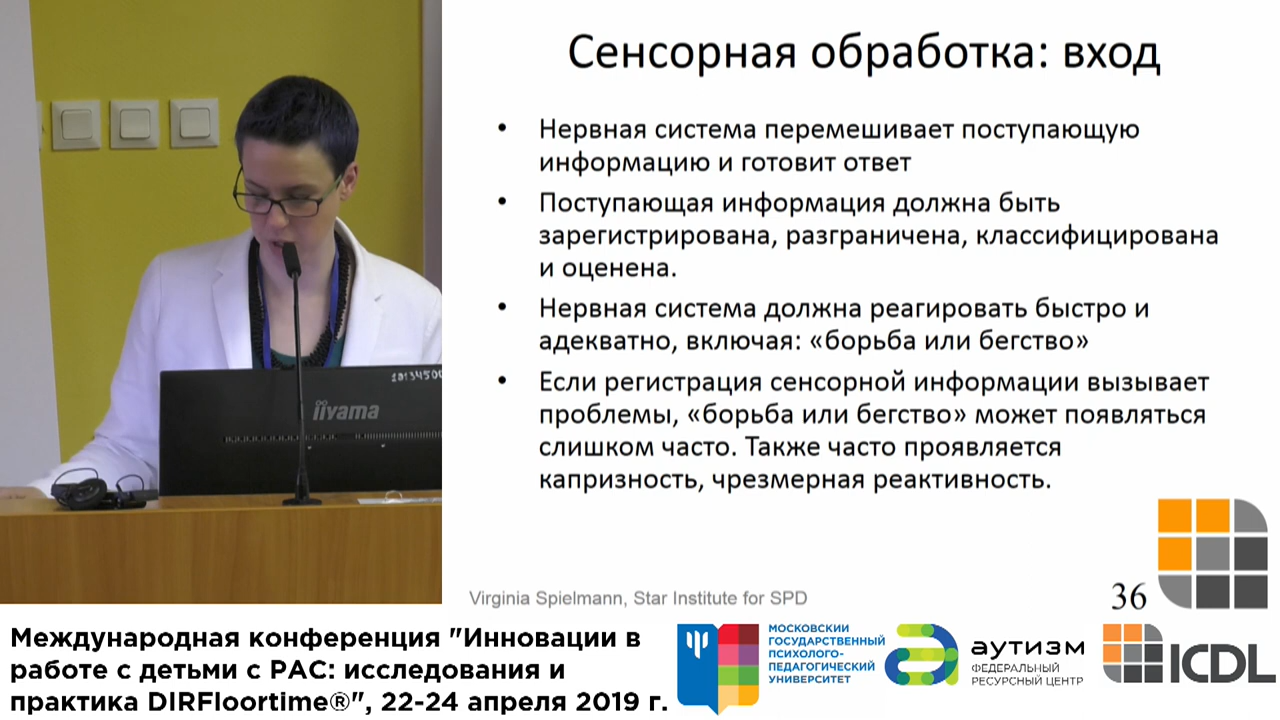 Сенсорная обработка: вход
• Нервная система перемешивает поступающую
информацию и готовит ответ
• Поступающая информация должна быть
зарегистрирована, разграничена, классифицирована
и оценена.
• Нервная система должна реагировать быстро и
адекватно, включая: «борьба или бегство»
• Если регистрация сенсорной информации вызывает
проблемы, «борьба или бегство» может появляться
слишком часто. Также часто проявляется
капризность, чрезмерная реактивность.
iiyama
36
Virginia Spielmann, Star Institute for SPD
Международная конференция "Инновации в
работе с детьми с РАС: исследования и
практика DIRFloortime®", 22-24 апреля 2019 г.
МОСКОВСКИЙ
ГОСУДАРСТВЕННЫЙ
ПСИХОЛОГО-
ПЕДАГОГИЧЕСКИЙ
УНИВЕРСИТЕТ
аутизм
ФЕДЕРАЛЬНЫЙ
РЕСУРСНЫЙ ЦЕНТР
ICDL